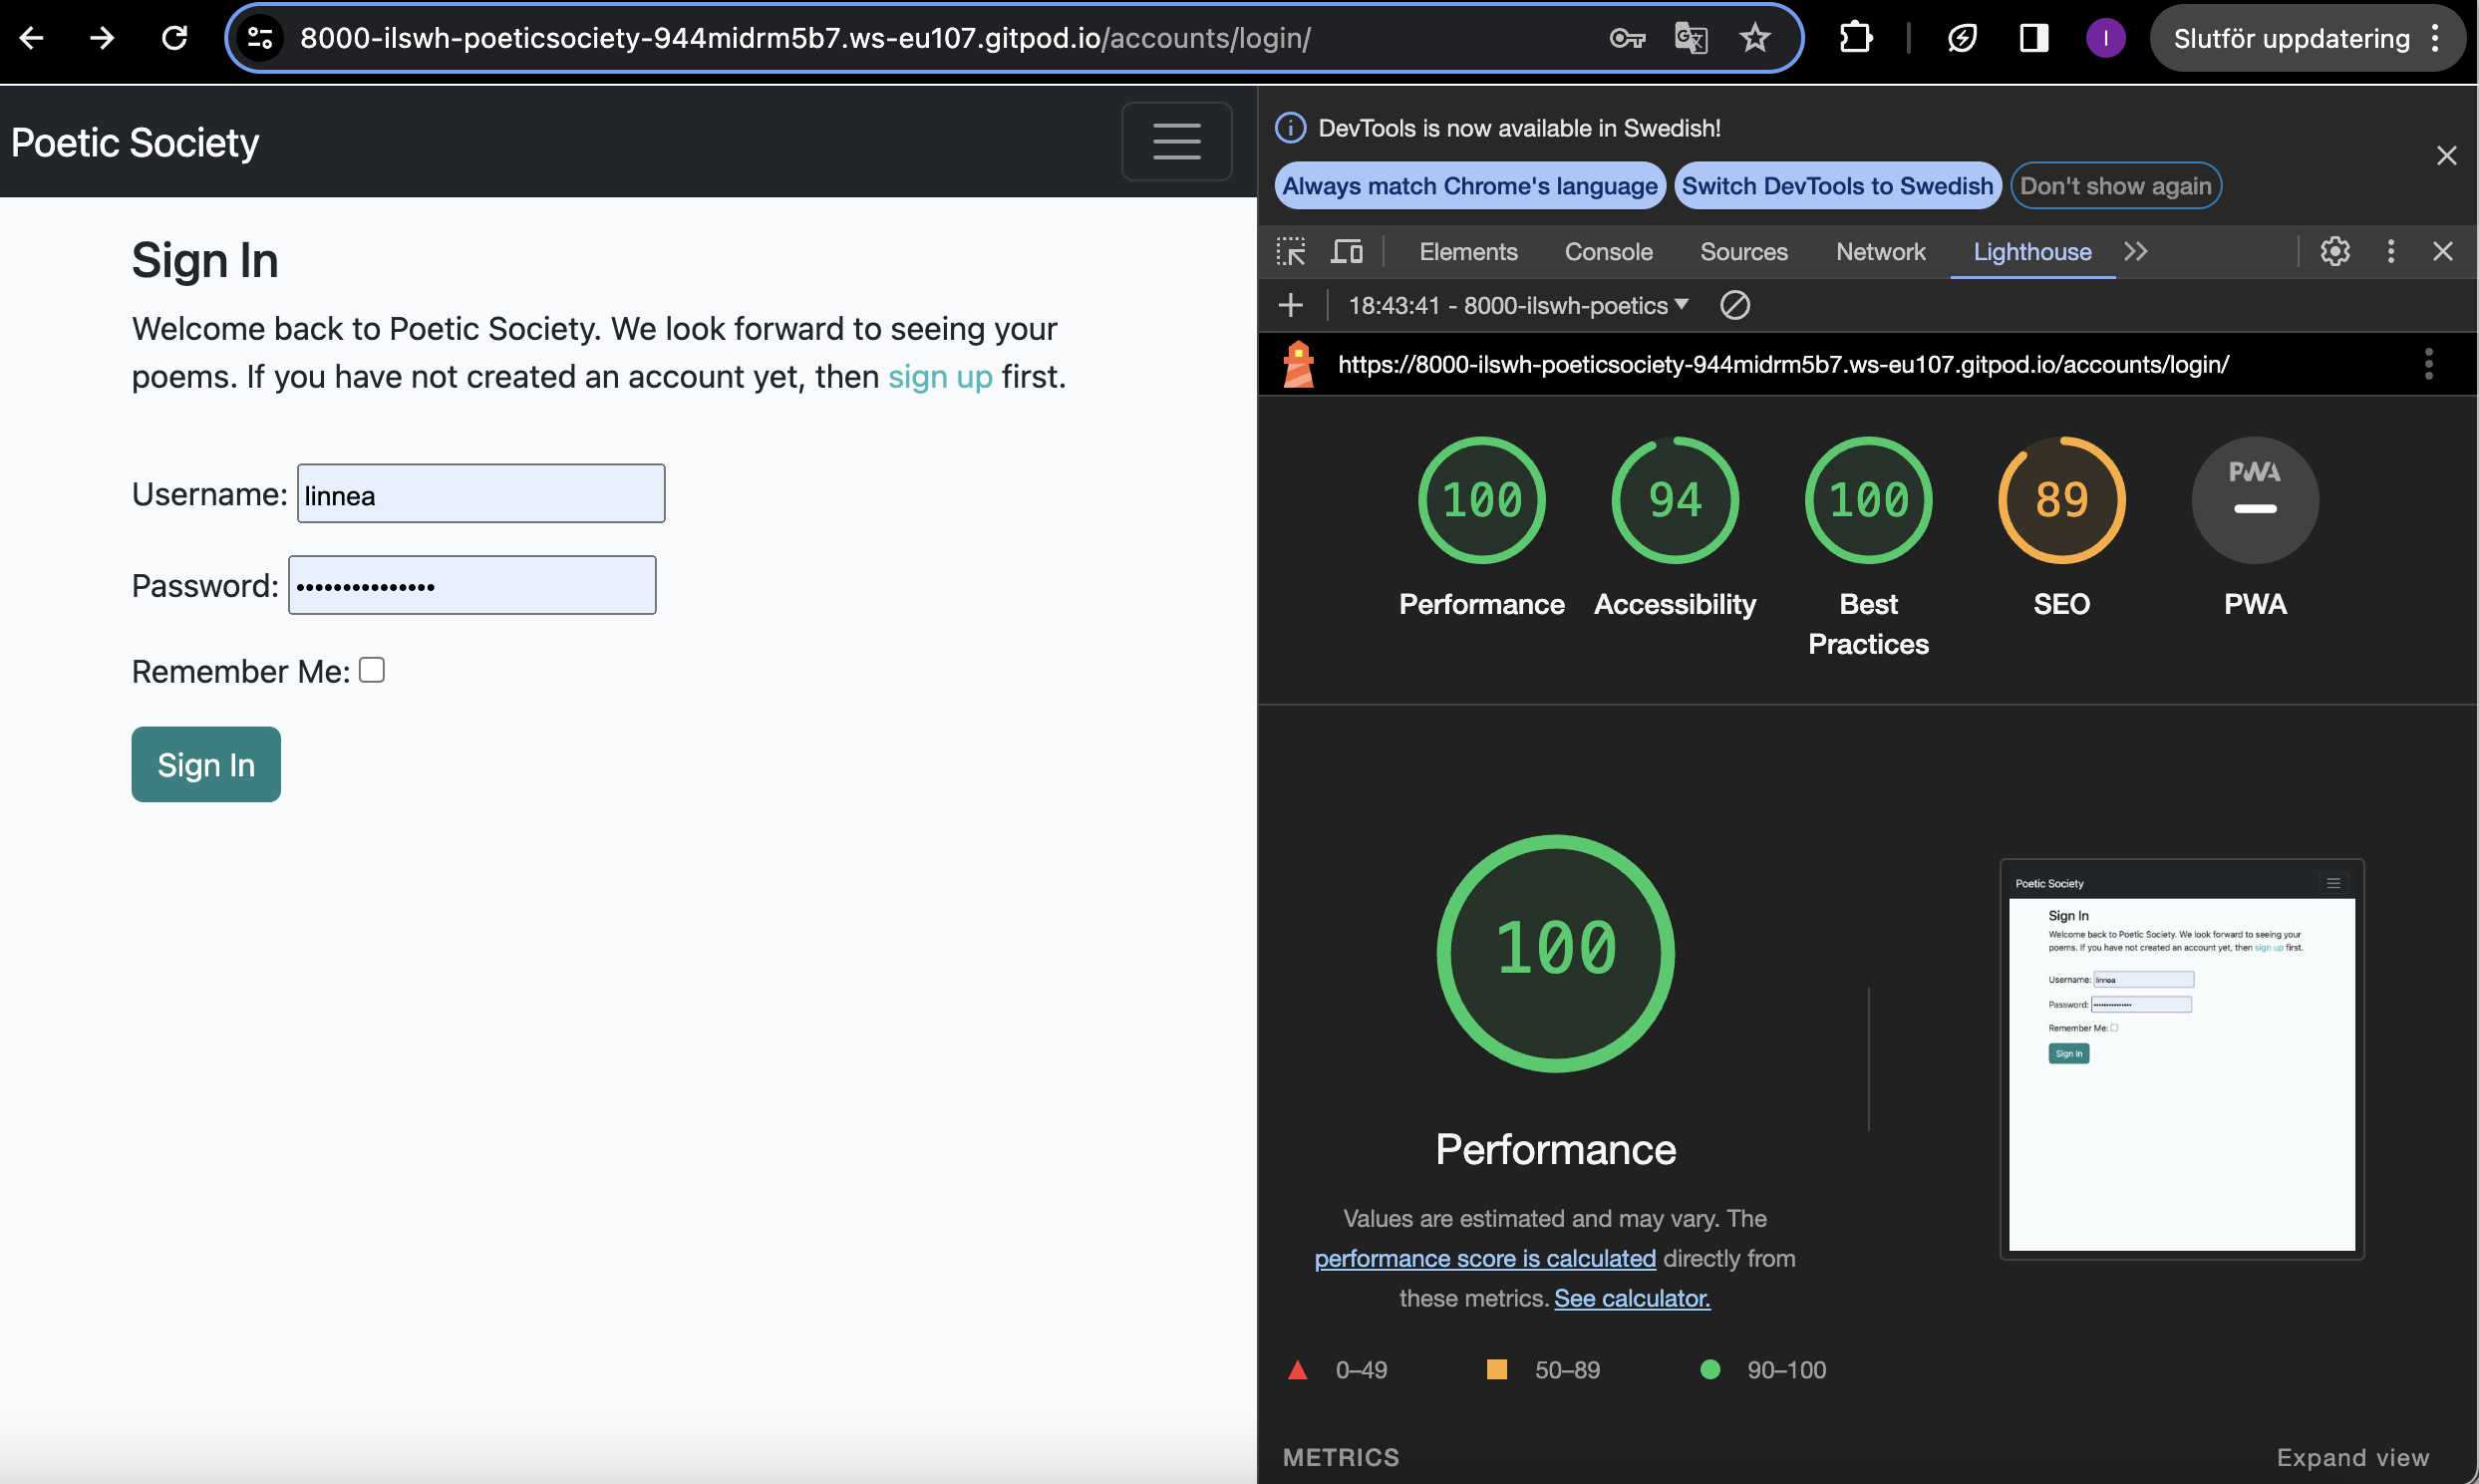 8000-ilswh-poeticsociety-944midrm5b7.ws-eu107.gitpod.io/accounts/login/
I
Slutför uppdatering
Poetic Society
Sign In
Welcome back to Poetic Society. We look forward to seeing your
poems. If you have not created an account yet, then sign up first.
Username: linnea
Password: •••••••••••••••
Remember Me:
Sign In
DevTools is now available in Swedish!
Always match Chrome's language Switch DevTools to Swedish Don't show again
Elements Console Sources Network Lighthouse
18:43:41 - 8000-ilswh-poetics
https://8000-ilswh-poeticsociety-944midrm5b7.ws-eu107.gitpod.io/accounts/login/
100 94 100 89 PWA
Performance Accessibility Best Practices SEO PWA
100
Performance
Values are estimated and may vary. The
performance score is calculated directly from
these metrics. See calculator.
0–49 50–89 90–100
Poetic Society
Sign In
Welcome back to Poetic Society. We look forward to seeing your
poems. If you have not created an account yet, then sign up first.
Username: linnea
Password: •••••••••••••••
Remember Me:
Sign In
METRICS
Expand view